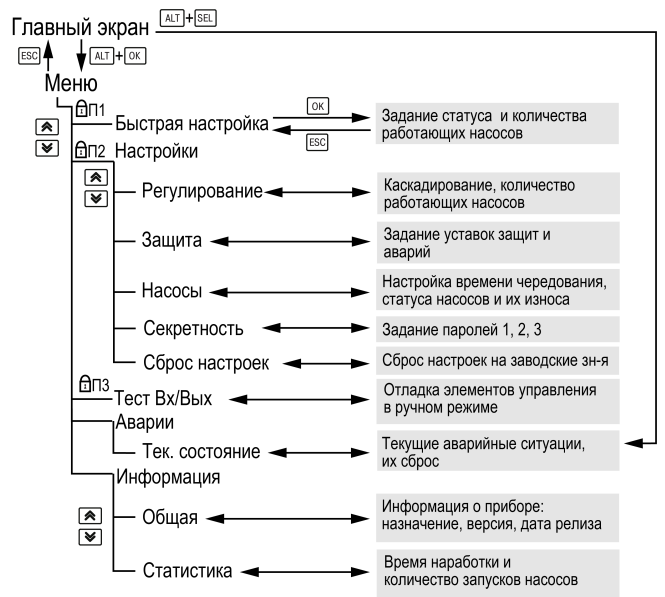 Главный экран
ALT+SEL
ESC
ALT+OK
Меню
П1
Быстрая настройка
OK
ESC
Задание статуса и количества
работающих насосов
П2 Настройки
Регулирование
Каскадирование, количество
работающих насосов
Защита
Задание уставок защит и
аварий
Насосы
Настройка времени чередования,
статуса насосов и их износа
Секретность
Задание паролей 1, 2, 3
Сброс настроек
Сброс настроек на заводские зн-я
П3
Тест Вх/Вых
Отладка элементов управления
в ручном режиме
Аварии
Тек. состояние
Текущие аварийные ситуации,
их сброс
Информация
Общая
Информация о приборе:
назначение, версия, дата релиза
Статистика
Время наработки и
количество запусков насосов